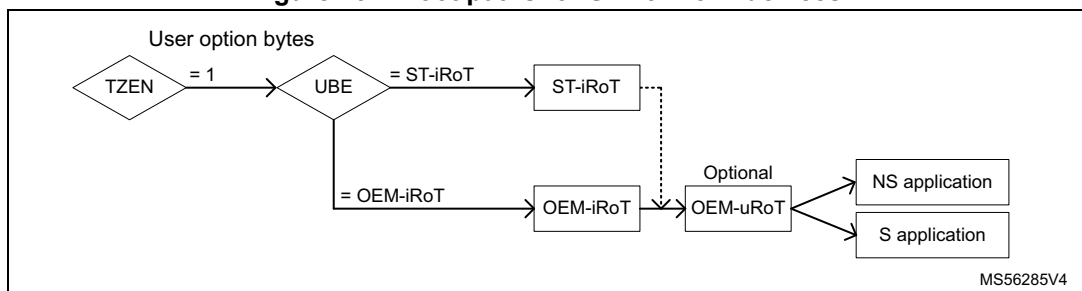 User option bytes
TZEN
= 1
UBE
= ST-iRoT
ST-iRoT
= OEM-iRoT
OEM-iRoT
Optional
OEM-uRoT
NS application
S application
MS56285V4